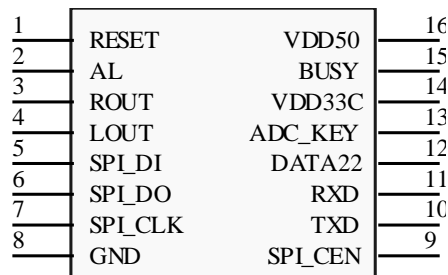 1 RESET VDD50 16
2 AL BUSY 15
3 ROUT VDD33C 14
4 LOUT ADC_KEY 13
5 SPI_DI DATA22 12
6 SPI_DO RXD 11
7 SPI_CLK TXD 10
8 GND SPI_CEN 9